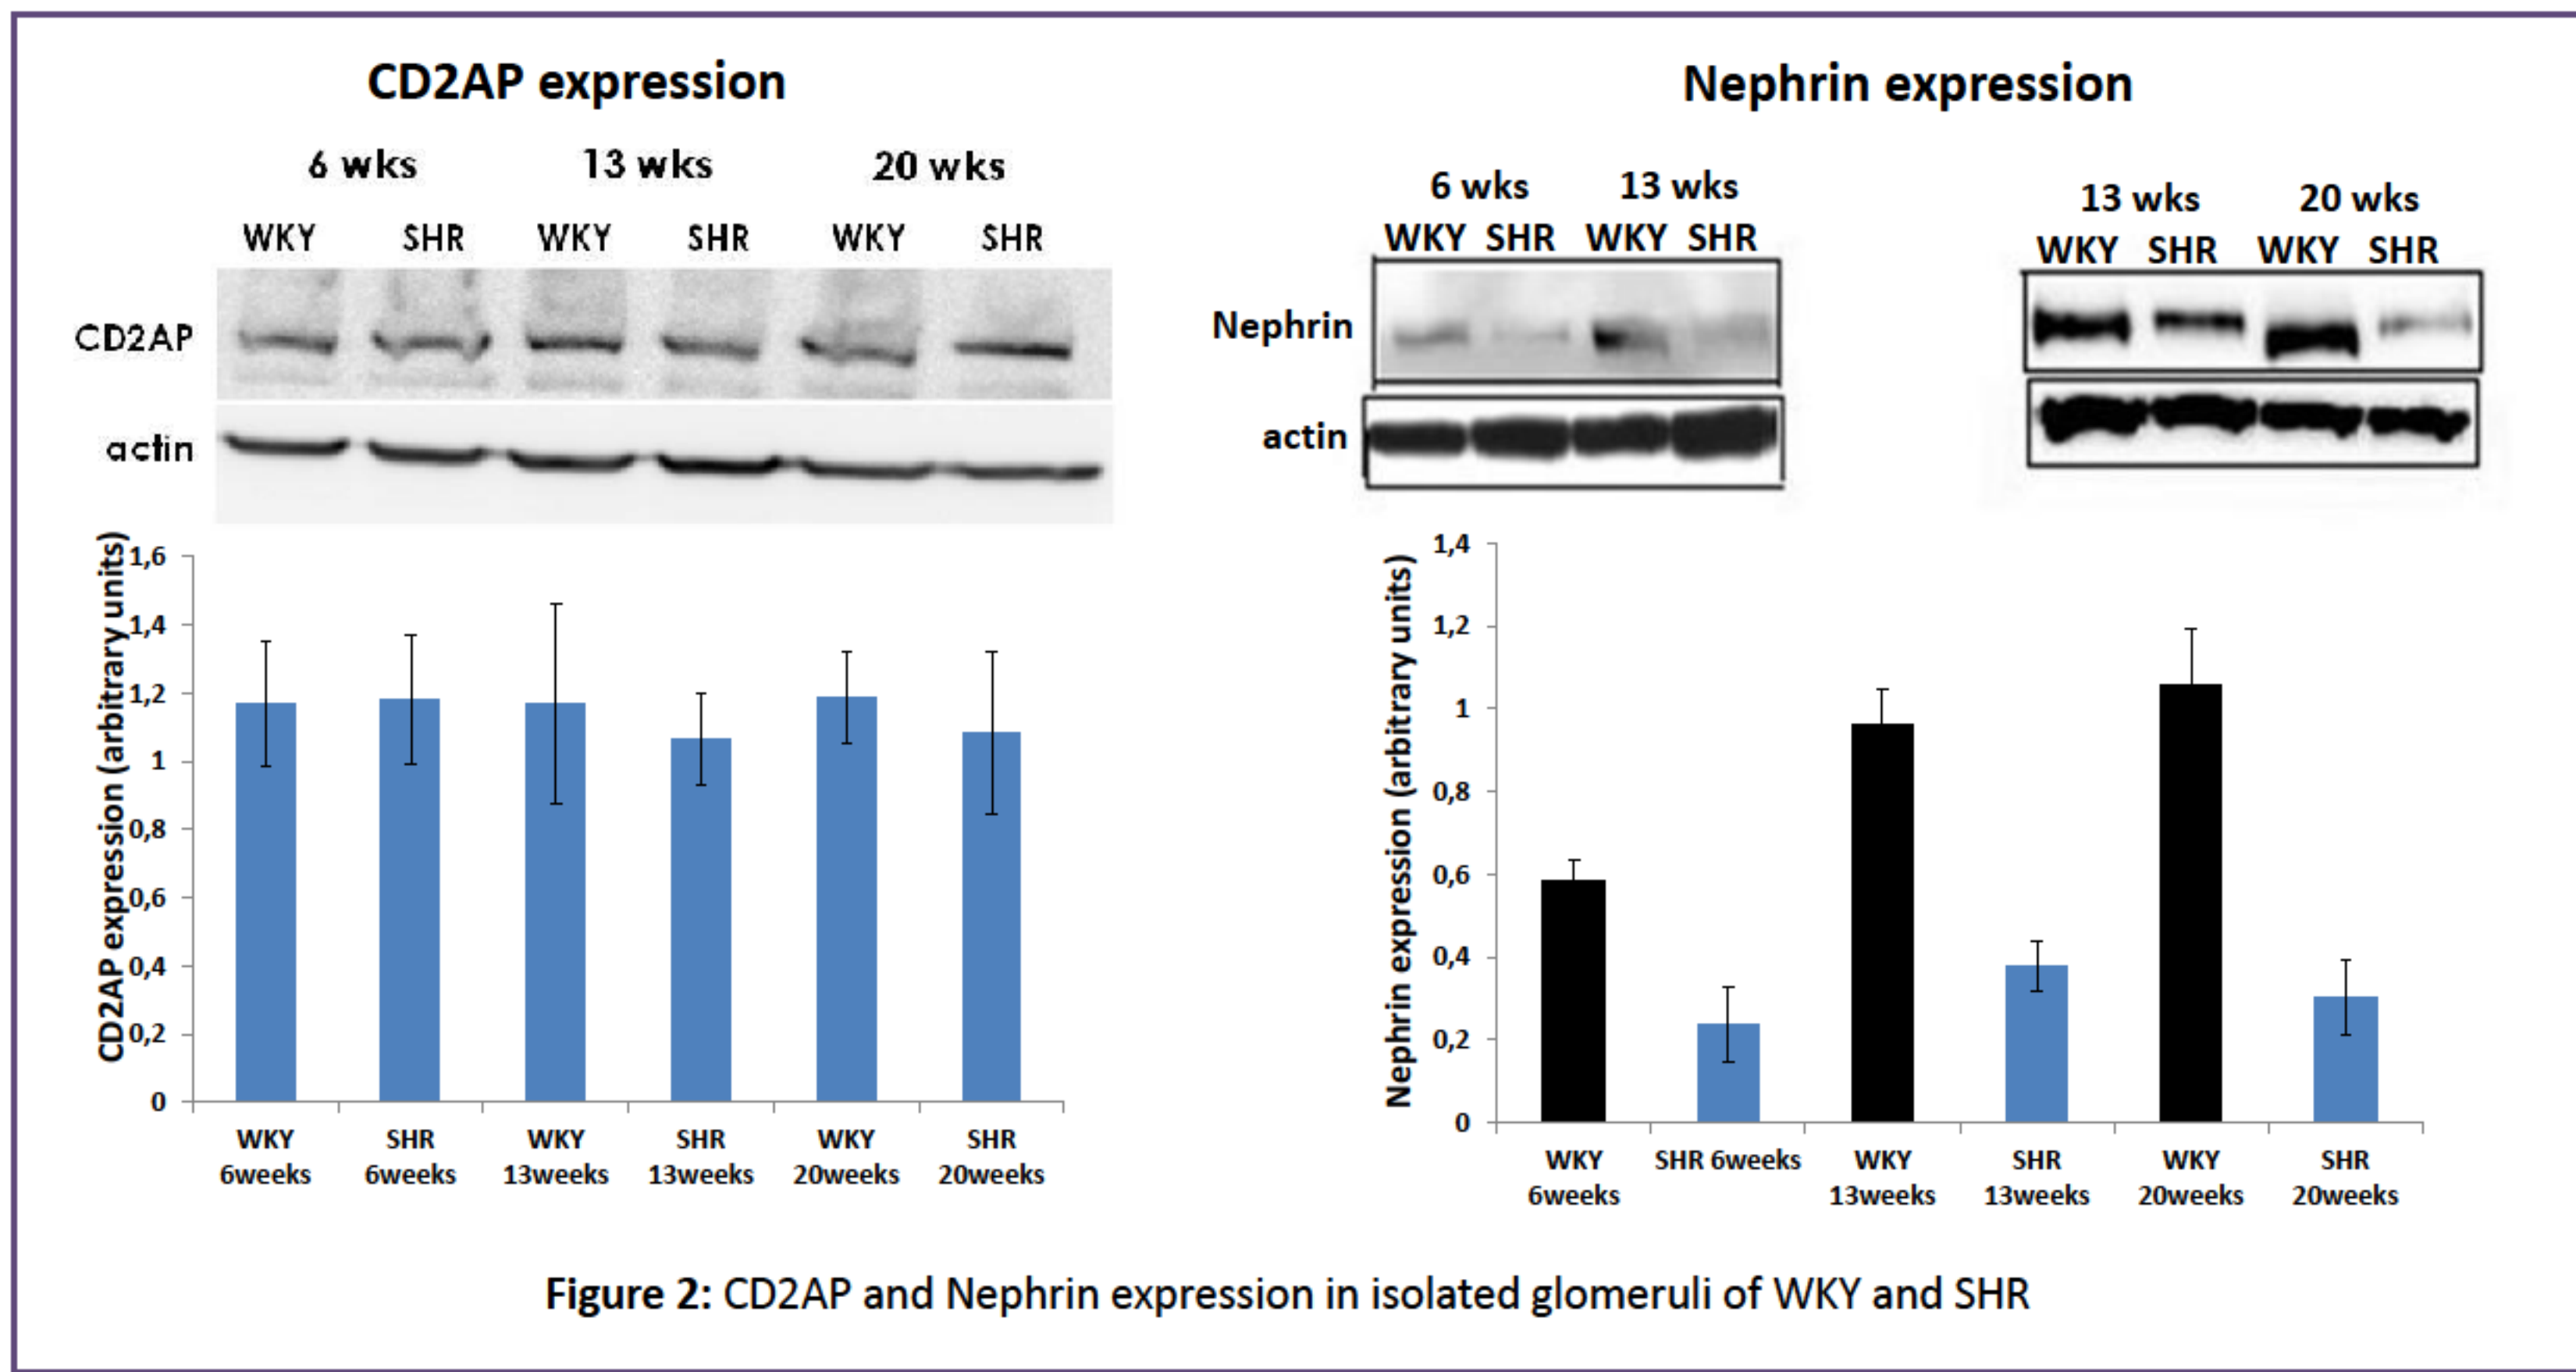 CD2AP expression
6 wks 13 wks 20 wks
WKY SHR WKY SHR WKY SHR
CD2AP
actin
CD2AP expression (arbitrary units)
1,6
1,4
1,2
1
0,8
0,6
0,4
0,2
0
WKY SHR WKY SHR WKY SHR
6weeks 6weeks 13weeks 13weeks 20weeks 20weeks
Nephrin expression
6 wks 13 wks
WKY SHR WKY SHR
13 wks 20 wks
WKY SHR WKY SHR
Nephrin
actin
Nephrin expression (arbitrary units)
1,4
1,2
1
0,8
0,6
0,4
0,2
0
WKY SHR 6weeks WKY SHR WKY SHR
6weeks 13weeks 13weeks 20weeks 20weeks
Figure 2: CD2AP and Nephrin expression in isolated glomeruli of WKY and SHR